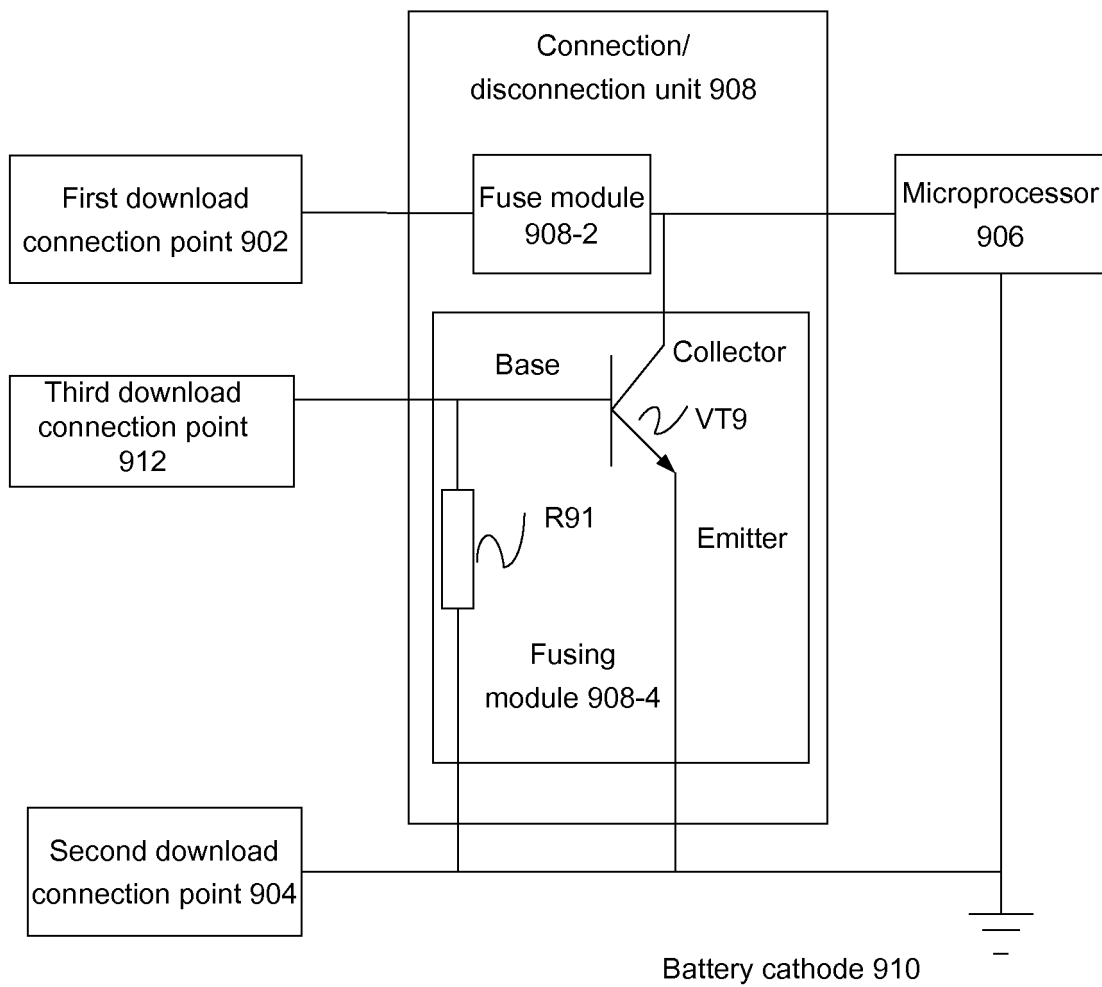 Connection/
disconnection unit 908
First download
connection point 902
Fuse module
908-2
Microprocessor
906
Third download
connection point
912
Base
Collector
VT9
R91
Emitter
Fusing
module 908-4
Second download
connection point 904
Battery cathode 910